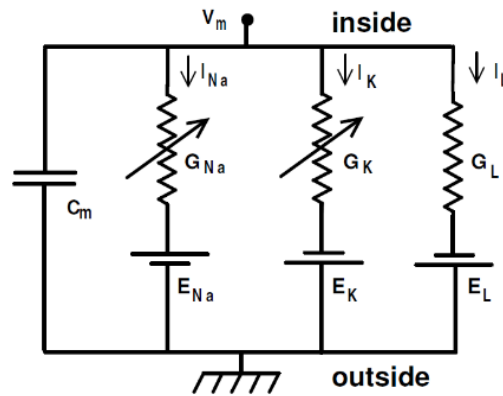 Vm inside
INa IK I
GNa GK GL
Cm
ENa EK EL
outside